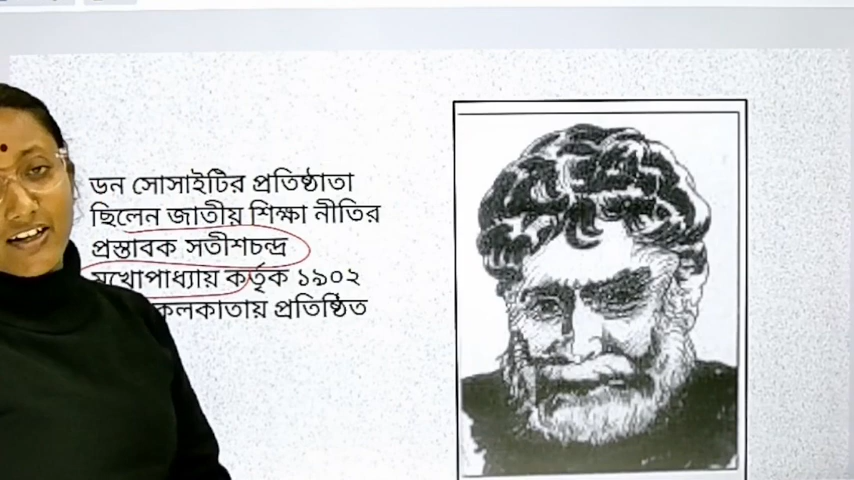 ডন সোসাইটির প্রতিষ্ঠাতা
ছিলেন জাতীয় শিক্ষা নীতির
প্রস্তাবক সতীশচন্দ্র
মুখোপাধ্যায় কর্তৃক ১৯০২
কলকাতায় প্রতিষ্ঠিত